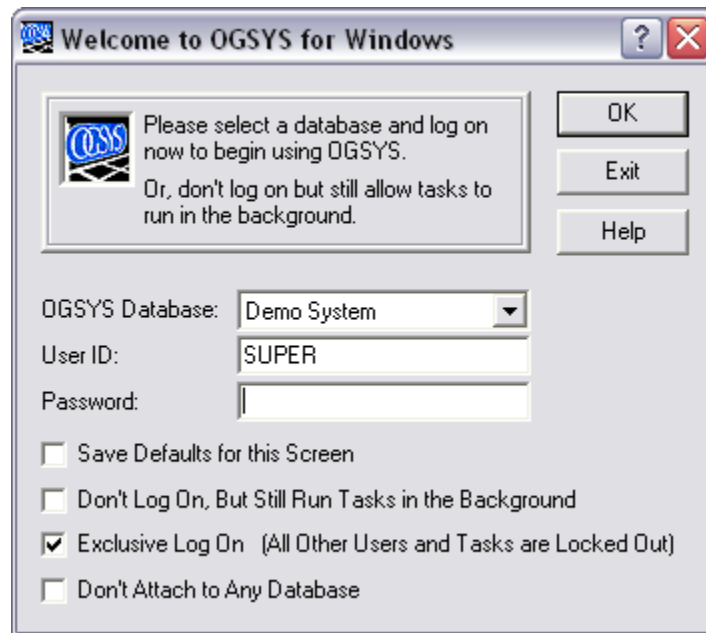 Welcome to OGSYS for Windows
?
OGSYS
Please select a database and log on
now to begin using OGSYS.
Or, don't log on but still allow tasks to
run in the background.
OK
Exit
Help
OGSYS Database: Demo System
User ID: SUPER
Password:
Save Defaults for this Screen
Don't Log On, But Still Run Tasks in the Background
Exclusive Log On (All Other Users and Tasks are Locked Out)
Don't Attach to Any Database